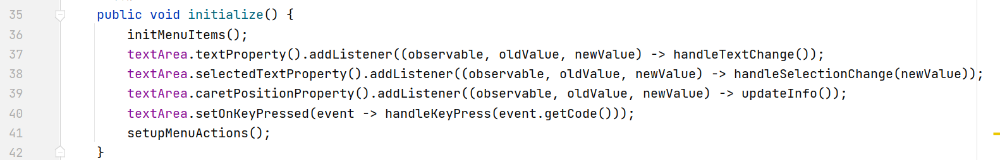 35 public void initialize() {
36 initMenuItems();
37 textArea.textProperty().addListener((observable, oldValue, newValue) -> handleTextChange());
38 textArea.selectedTextProperty().addListener((observable, oldValue, newValue) -> handleSelectionChange(newValue));
39 textArea.caretPositionProperty().addListener((observable, oldValue, newValue) -> updateInfo());
40 textArea.setOnKeyPressed(event -> handleKeyPress(event.getCode()));
41 setupMenuActions();
42 }